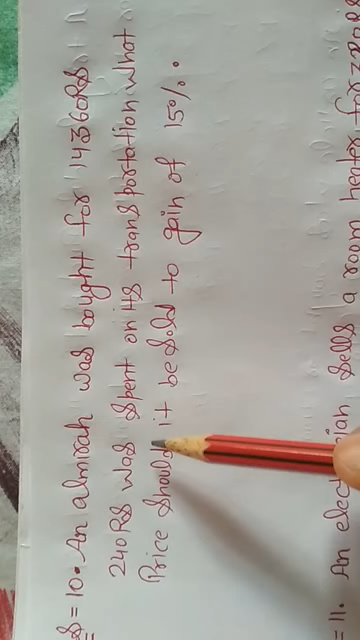 = 10. An almirah was bought for 14360RS.
240RS was spent on its transportation. What
Price should it be sold to gain of 15%.
= 11. An electrician sells a room heater for